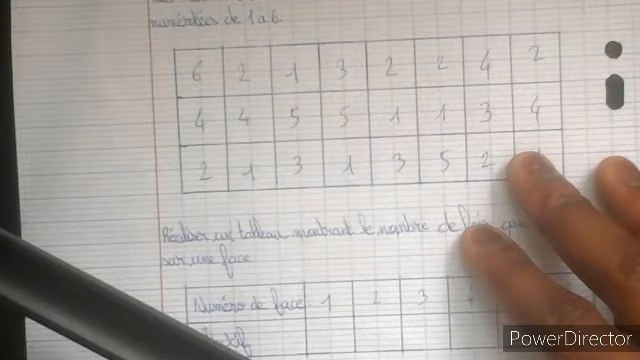 numérotées de 1 à 6.
6 2 1 3 2 2 4 2
4 4 5 5 1 1 3 4
2 1 3 1 3 5 2
Réaliser un tableau montrant le nombre de fois
sur une face
Numéro de face 1 2 3 4
PowerDirector